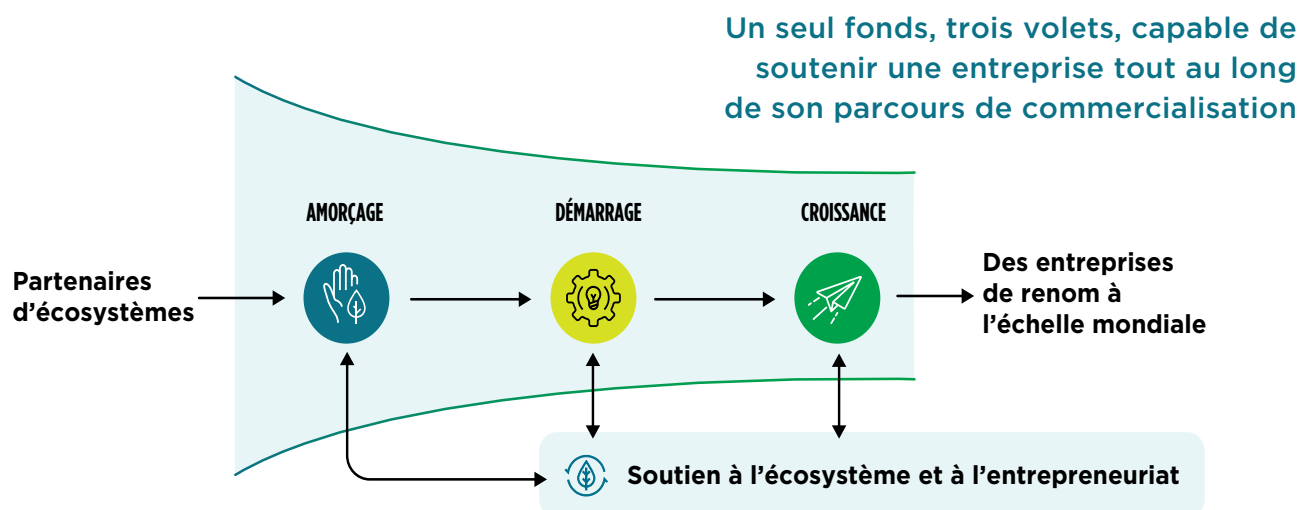 Un seul fonds, trois volets, capable de
soutenir une entreprise tout au long
de son parcours de commercialisation
AMORÇAGE
DÉMARRAGE
CROISSANCE
Partenaires
d’écosystèmes
Des entreprises
de renom à
l’échelle mondiale
Soutien à l’écosystème et à l’entrepreneuriat